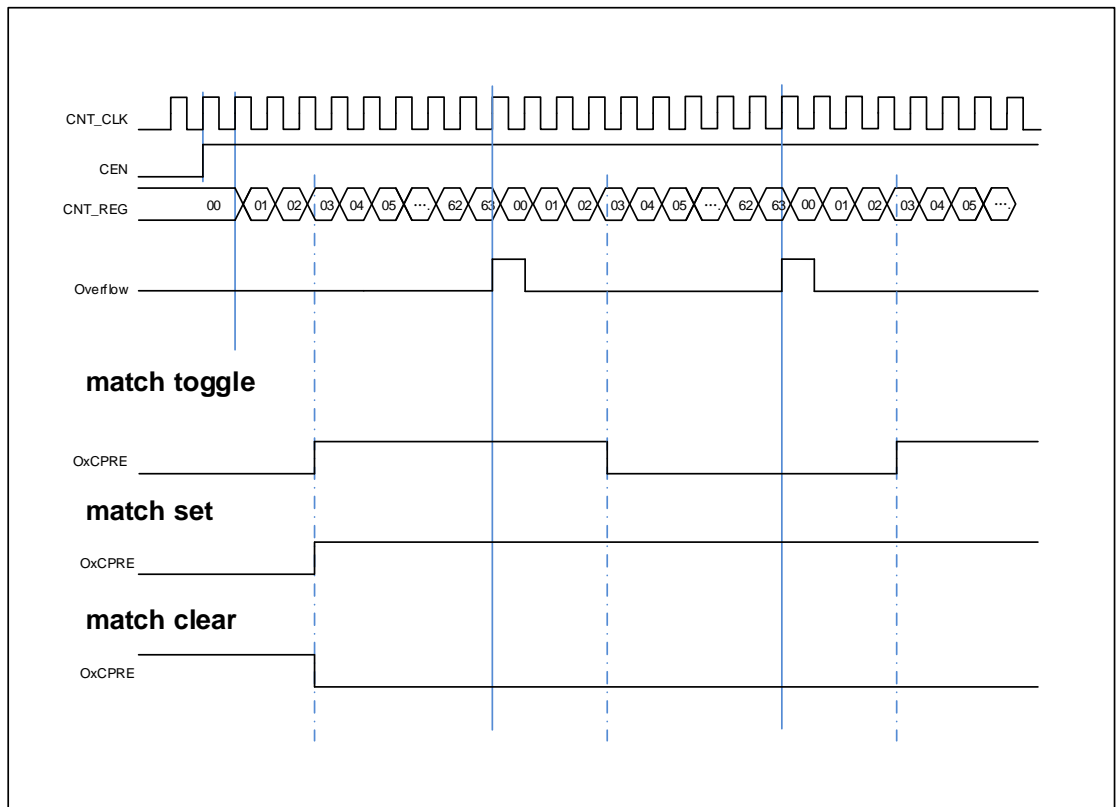 CNT_CLK
CEN
CNT_REG 00 01 02 03 04 05 .... 62 63 00 01 02 03 04 05 .... 62 63 00 01 02 03 04 05 ....
Overflow
match toggle
OxCPRE
match set
OxCPRE
match clear
OxCPRE